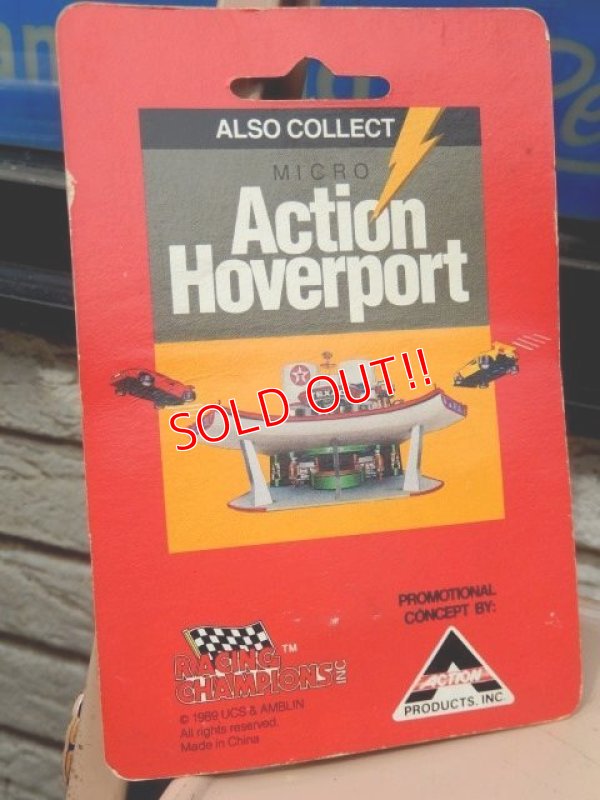 ALSO COLLECT
MICRO
Action
Hoverport
SOLD OUT!!
PROMOTIONAL
CONCEPT BY:
RACING
CHAMPIONS INC
TM
© 1989 UCS & AMBLIN
All rights reserved.
Made in China
ACTION
PRODUCTS, INC.